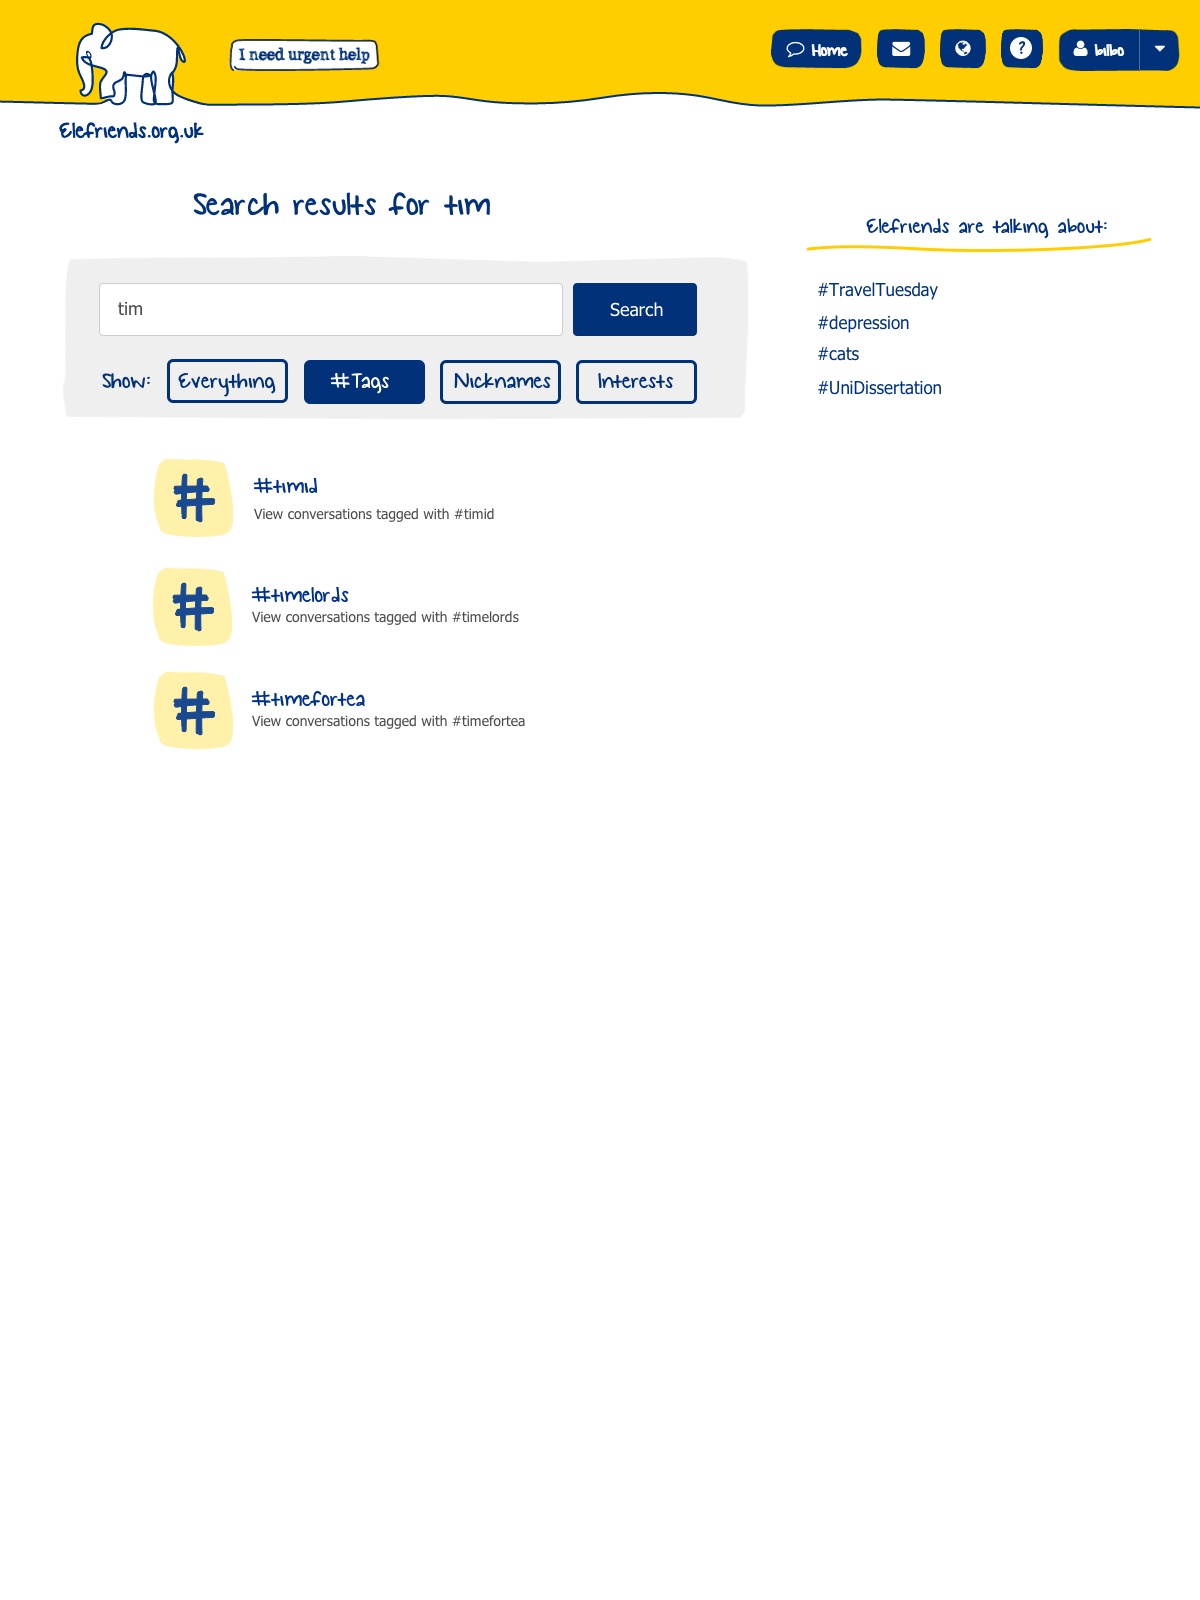 I need urgent help
Home
?
bilbo
Elefriends.org.uk
Search results for tim
tim
Search
Show:
Everything
#Tags
Nicknames
Interests
#
#timid
View conversations tagged with #timid
#
#timelords
View conversations tagged with #timelords
#
#timefortea
View conversations tagged with #timefortea
Elefriends are talking about:
#TravelTuesday
#depression
#cats
#UniDissertation